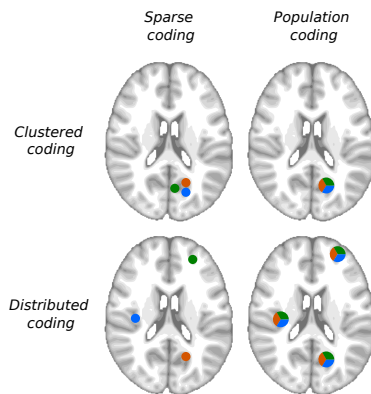 Sparse
coding
Population
coding
Clustered
coding
Distributed
coding